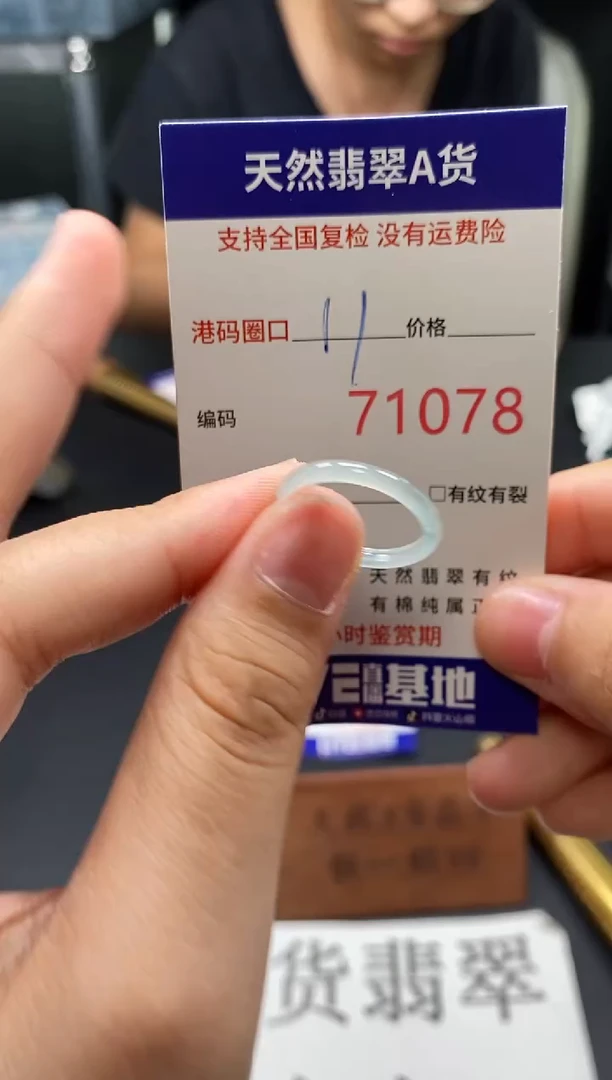 天然翡翠A货
支持全国复检 没有运费险
港码圈口 11 价格
编码 71078
□有纹有裂
天然翡翠有纹
有棉纯属正
小时鉴赏期
基地
货翡翠